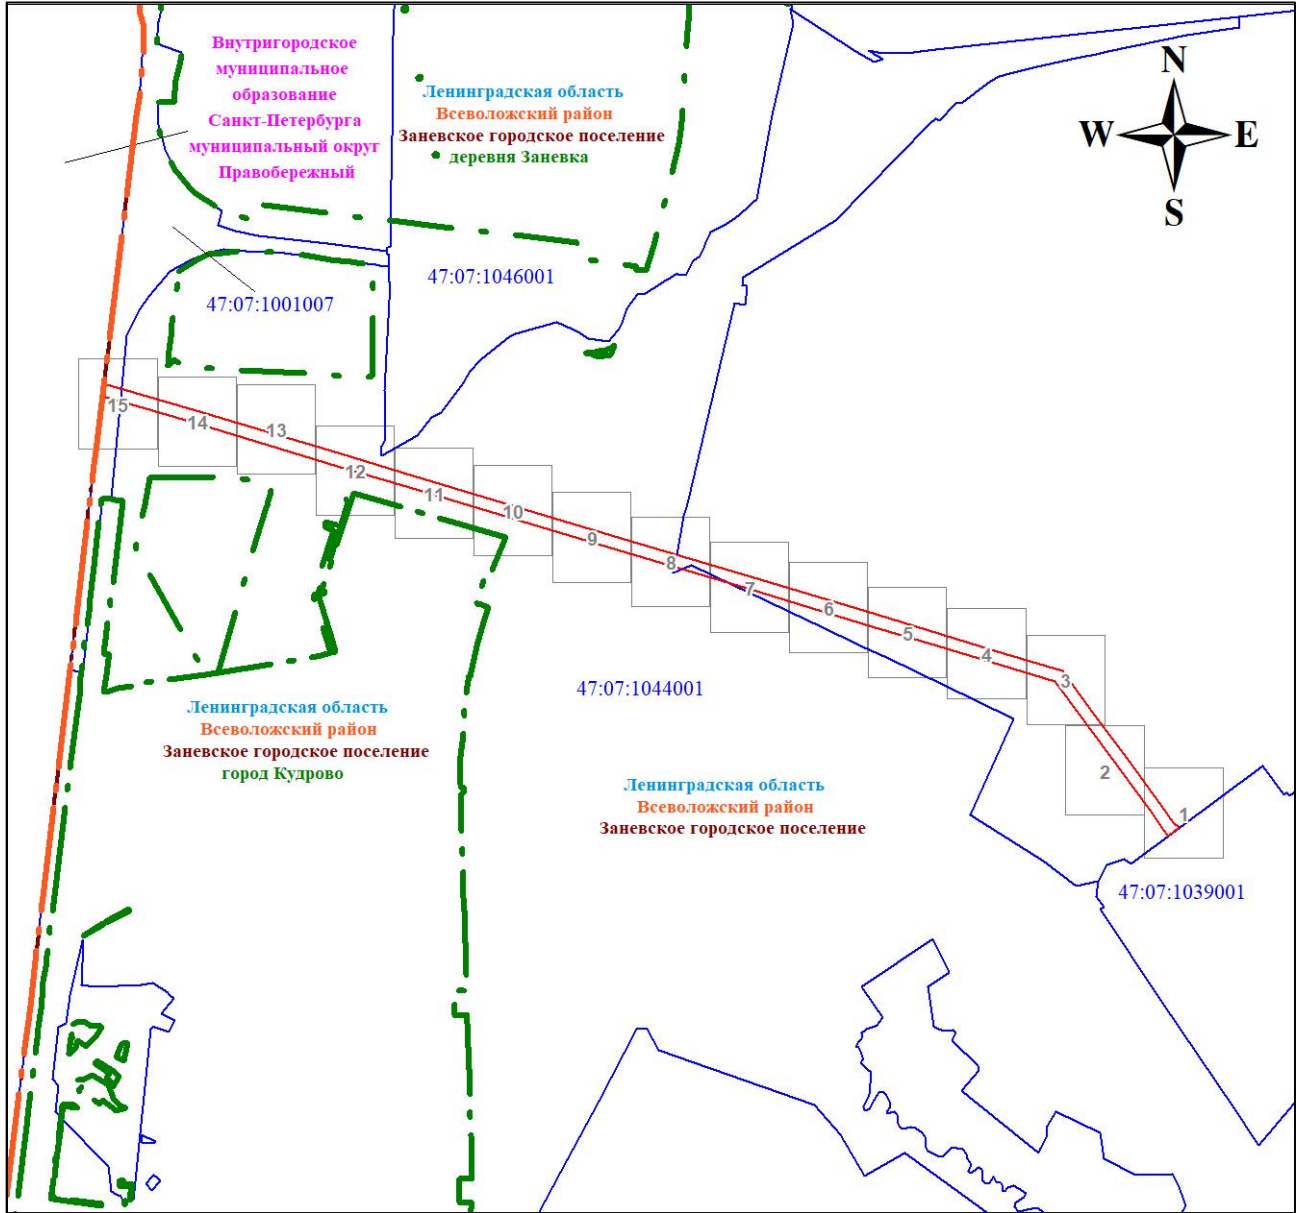 Внутригородское
муниципальное
образование
Санкт-Петербурга
муниципальный округ
Правобережный
Ленинградская область
Всеволожский район
Заневское городское поселение
деревня Заневка
N
W
E
S
47:07:1046001
47:07:1001007
15
14
13
12
11
10
9
8
7
6
5
4
3
2
1
47:07:1044001
Ленинградская область
Всеволожский район
Заневское городское поселение
город Кудрово
Ленинградская область
Всеволожский район
Заневское городское поселение
47:07:1039001